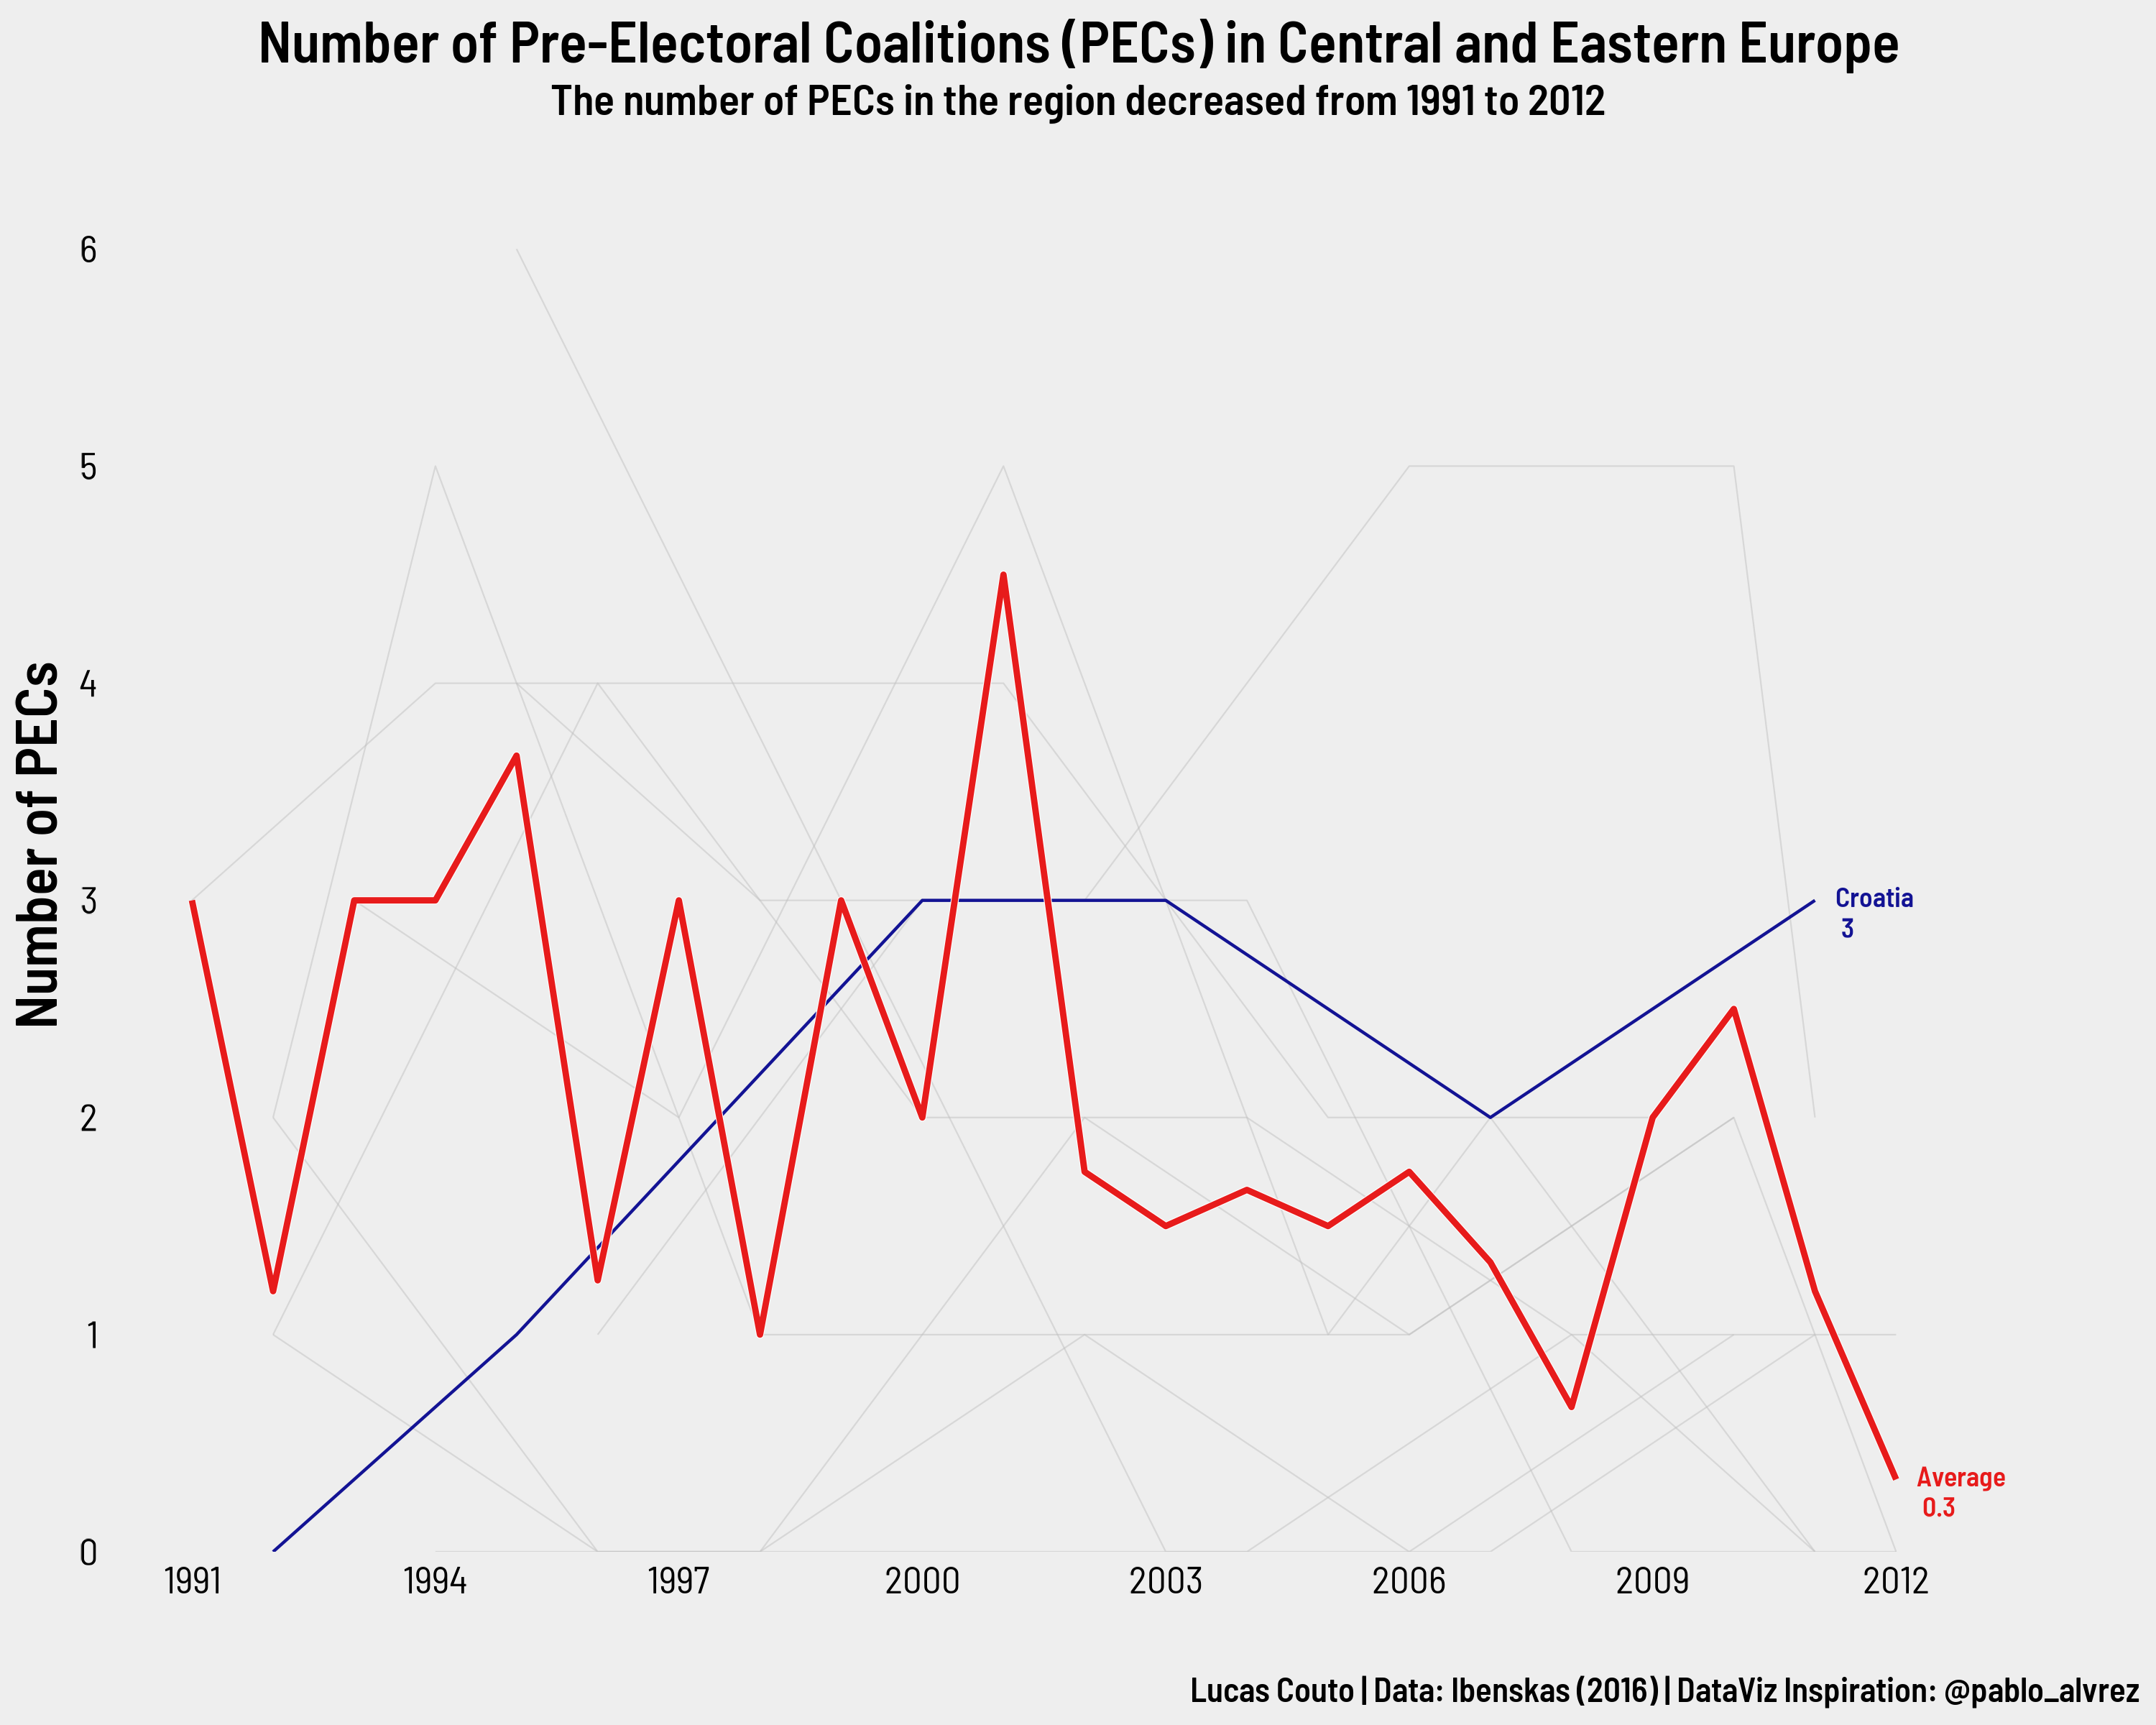 Number of Pre-Electoral Coalitions (PECs) in Central and Eastern Europe
The number of PECs in the region decreased from 1991 to 2012
Number of PECs
6
5
4
3
2
1
0
Croatia
3
Average
0.3
1991 1994 1997 2000 2003 2006 2009 2012
Lucas Couto | Data: Ibenskas (2016) | DataViz Inspiration: @pablo_alvrez